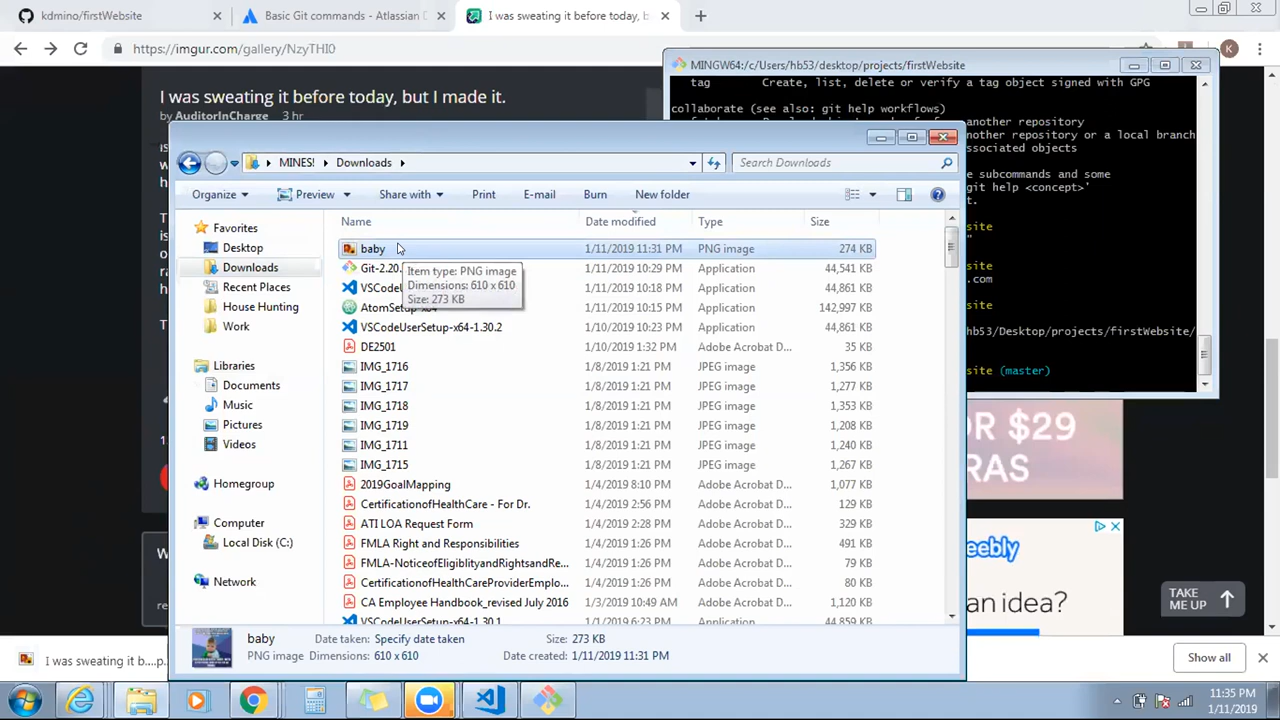 kdmino/firstWebsite
Basic Git commands - Atlassian D
I was sweating it before today, b
https://imgur.com/gallery/NzyTHI0
K
I was sweating it before today, but I made it.
by AuditorInCharge 3 hr
MINGW64:/c/Users/hb53/desktop/projects/firstWebsite
tag Create, list, delete or verify a tag object signed with GPG
collaborate (see also: git help workflows)
another repository
another repository or a local branch
ssociated objects
subcommands and some
git help <concept>'
t.
site
"
site
.com
site
hb53/Desktop/projects/firstWebsite/
site (master)
MINES! Downloads
Search Downloads
Organize Preview Share with Print E-mail Burn New folder
Name Date modified Type Size
Favorites
Desktop
Downloads
Recent Places
House Hunting
Work
Libraries
Documents
Music
Pictures
Videos
Homegroup
Computer
Local Disk (C:)
Network
baby 1/11/2019 11:31 PM PNG image 274 KB
Git-2.20. 1/11/2019 10:29 PM Application 44,541 KB
VSCodeU 1/11/2019 10:18 PM Application 44,861 KB
AtomSetup-x64 1/11/2019 10:15 PM Application 142,997 KB
VSCodeUserSetup-x64-1.30.2 1/10/2019 10:23 PM Application 44,861 KB
DE2501 1/10/2019 1:32 PM Adobe Acrobat D... 35 KB
IMG_1716 1/8/2019 1:21 PM JPEG image 1,356 KB
IMG_1717 1/8/2019 1:21 PM JPEG image 1,277 KB
IMG_1718 1/8/2019 1:21 PM JPEG image 1,353 KB
IMG_1719 1/8/2019 1:21 PM JPEG image 1,208 KB
IMG_1711 1/8/2019 1:21 PM JPEG image 1,240 KB
IMG_1715 1/8/2019 1:21 PM JPEG image 1,267 KB
2019GoalMapping 1/4/2019 8:10 PM Adobe Acrobat D... 1,077 KB
CertificationofHealthCare - For Dr. 1/4/2019 2:56 PM Adobe Acrobat D... 129 KB
ATI LOA Request Form 1/4/2019 2:28 PM Adobe Acrobat D... 329 KB
FMLA Right and Responsibilities 1/4/2019 1:26 PM Adobe Acrobat D... 491 KB
FMLA-NoticeofEligiblityandRightsandRe... 1/4/2019 1:26 PM Adobe Acrobat D... 79 KB
CertificationofHealthCareProviderEmplo... 1/4/2019 1:26 PM Adobe Acrobat D... 80 KB
CA Employee Handbook_revised July 2016 1/3/2019 10:49 AM Adobe Acrobat D... 1,120 KB
VSCodeUserSetup-x64-1.30.1 1/1/2019 6:23 PM Application 44,859 KB
Item type: PNG image
Dimensions: 610 x 610
Size: 273 KB
baby Date taken: Specify date taken Size: 273 KB
PNG image Dimensions: 610 x 610 Date created: 1/11/2019 11:31 PM
OR $29
RAS
eebly
an idea?
TAKE
ME UP
I was sweating it b....p
Show all
11:35 PM
1/11/2019